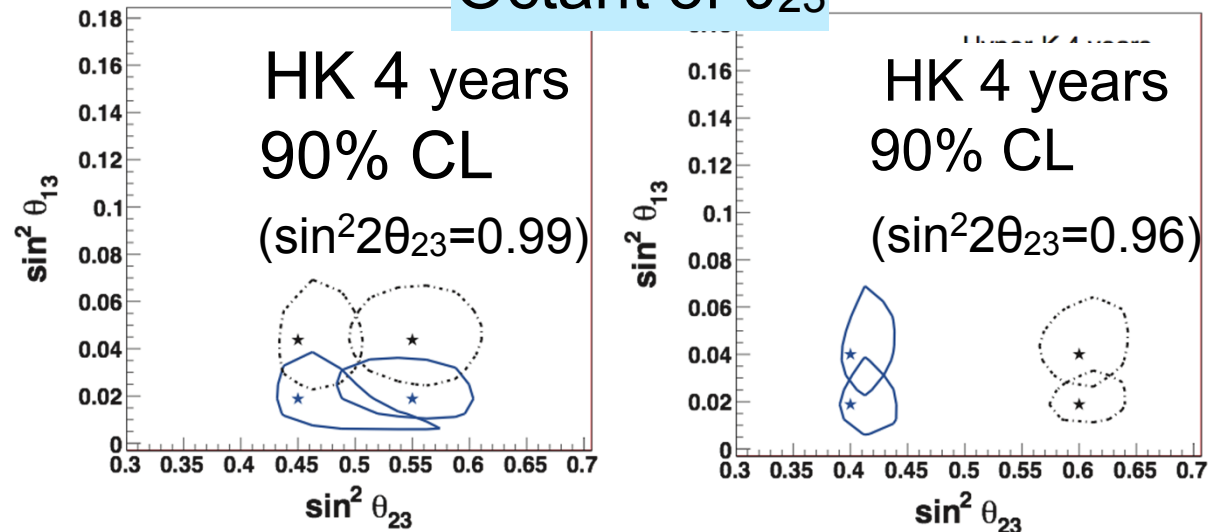 Octant of θ23
0.18
0.16
0.14
0.12
0.1
0.08
0.06
0.04
0.02
0
sin² θ13
HK 4 years
90% CL
(sin²2θ23=0.99)
0.3 0.35 0.4 0.45 0.5 0.55 0.6 0.65 0.7
sin² θ23
0.16
0.14
0.12
0.1
0.08
0.06
0.04
0.02
0
sin² θ13
Hyper-K 4 years
HK 4 years
90% CL
(sin²2θ23=0.96)
0.3 0.35 0.4 0.45 0.5 0.55 0.6 0.65 0.7
sin² θ23